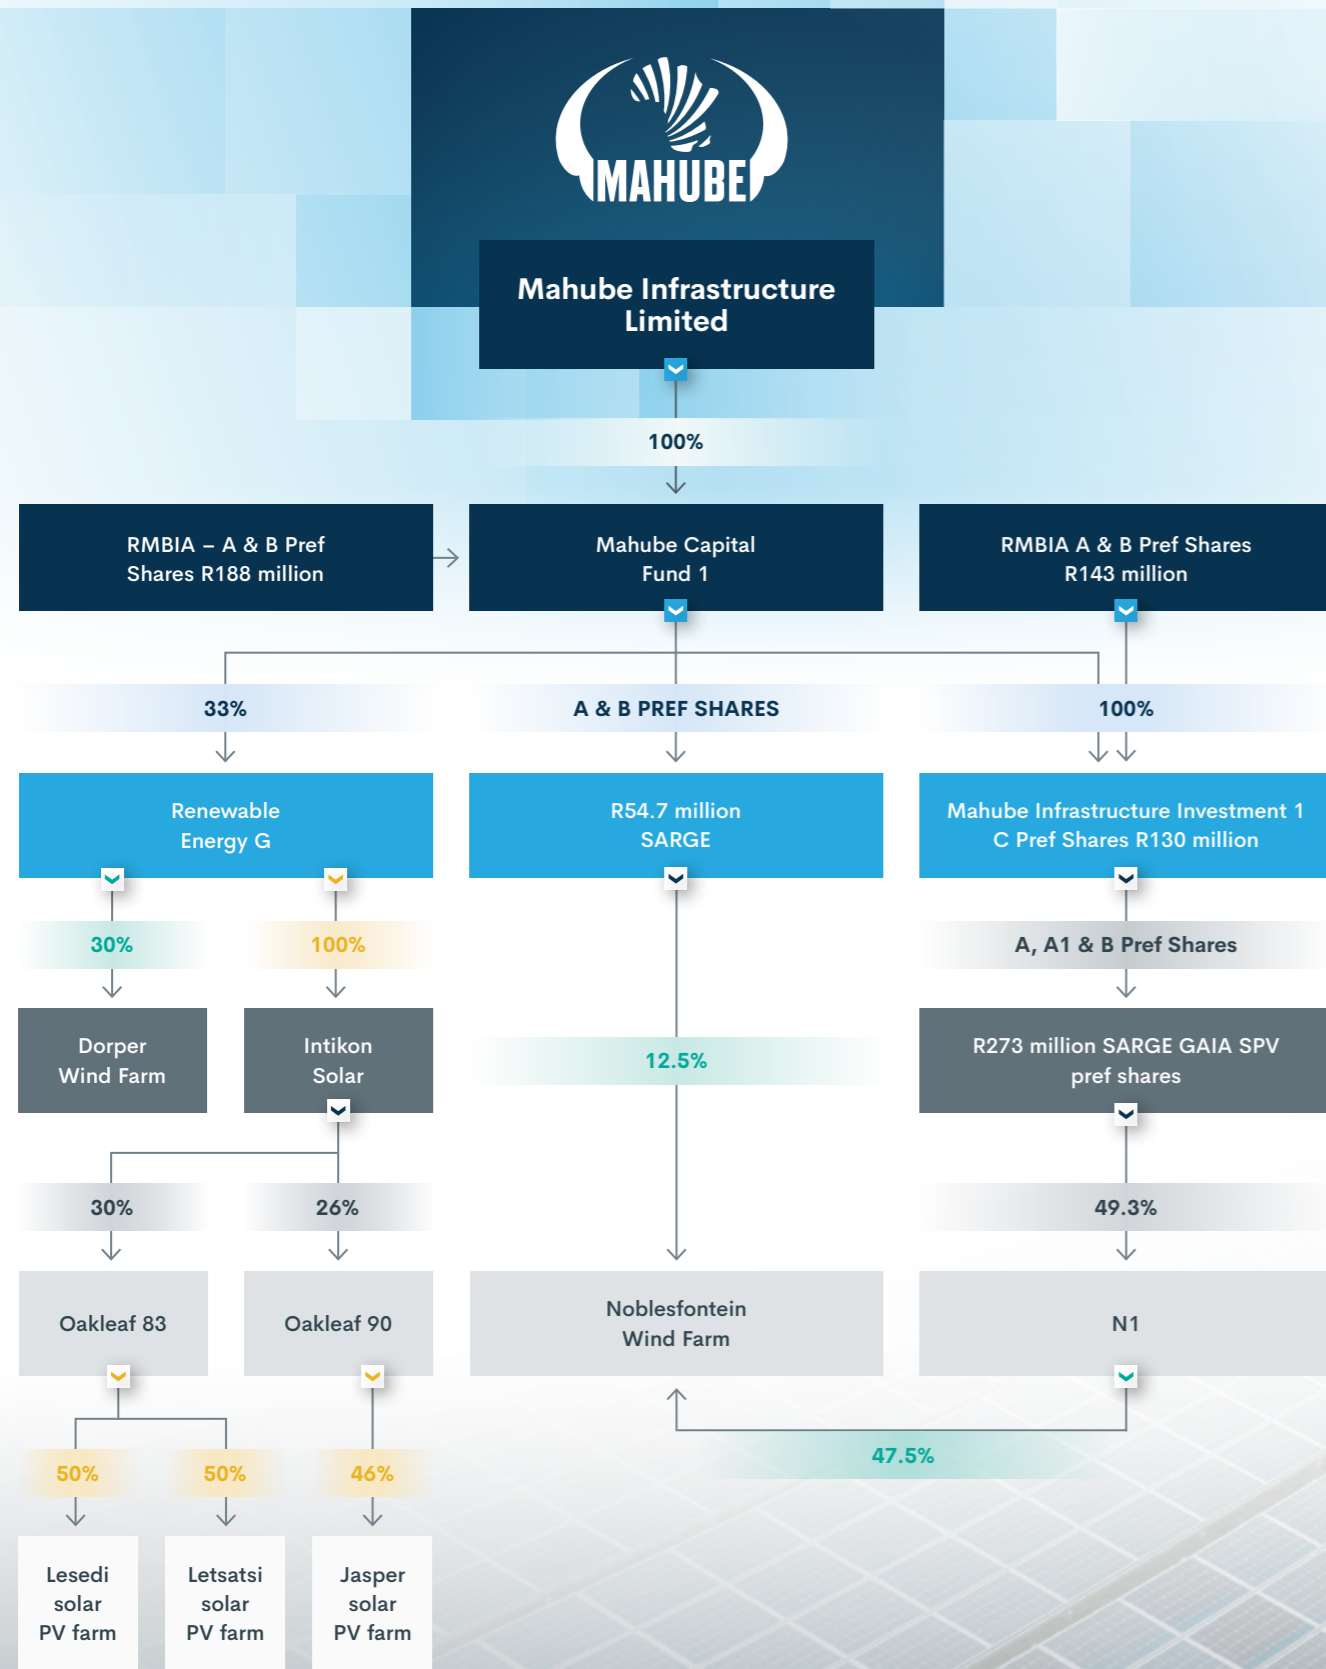 MAHUBE
Mahube Infrastructure
Limited
100%
RMBIA – A & B Pref
Shares R188 million
Mahube Capital
Fund 1
RMBIA A & B Pref Shares
R143 million
33%
A & B PREF SHARES
100%
Renewable
Energy G
R54.7 million
SARGE
Mahube Infrastructure Investment 1
C Pref Shares R130 million
30%
100%
A, A1 & B Pref Shares
Dorper
Wind Farm
Intikon
Solar
12.5%
R273 million SARGE GAIA SPV
pref shares
30%
26%
49.3%
Oakleaf 83
Oakleaf 90
Noblesfontein
Wind Farm
N1
47.5%
50%
50%
46%
Lesedi
solar
PV farm
Letsatsi
solar
PV farm
Jasper
solar
PV farm